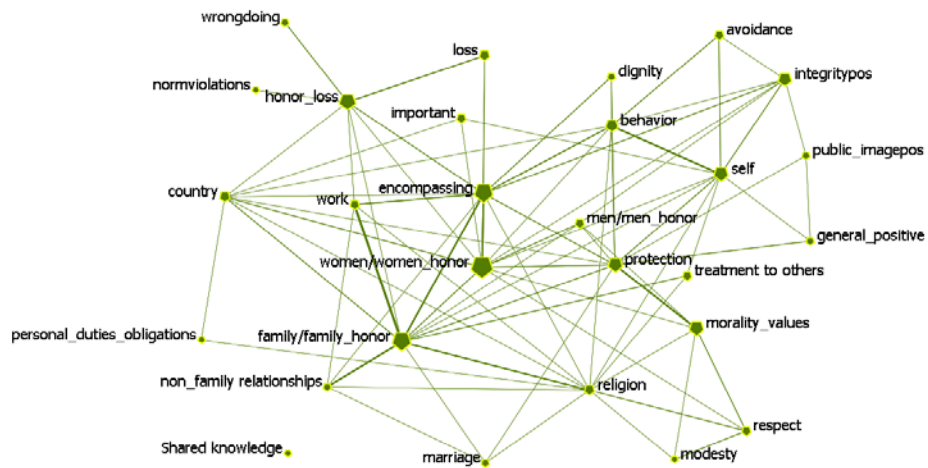 wrongdoing
avoidance
loss
dignity
integritypos
normviolations
honor_loss
important
behavior
public_imagepos
self
country
encompassing
work
men/men_honor
general_positive
women/women_honor
protection
treatment to others
personal_duties_obligations
family/family_honor
morality_values
non_family relationships
religion
respect
Shared knowledge
marriage
modesty